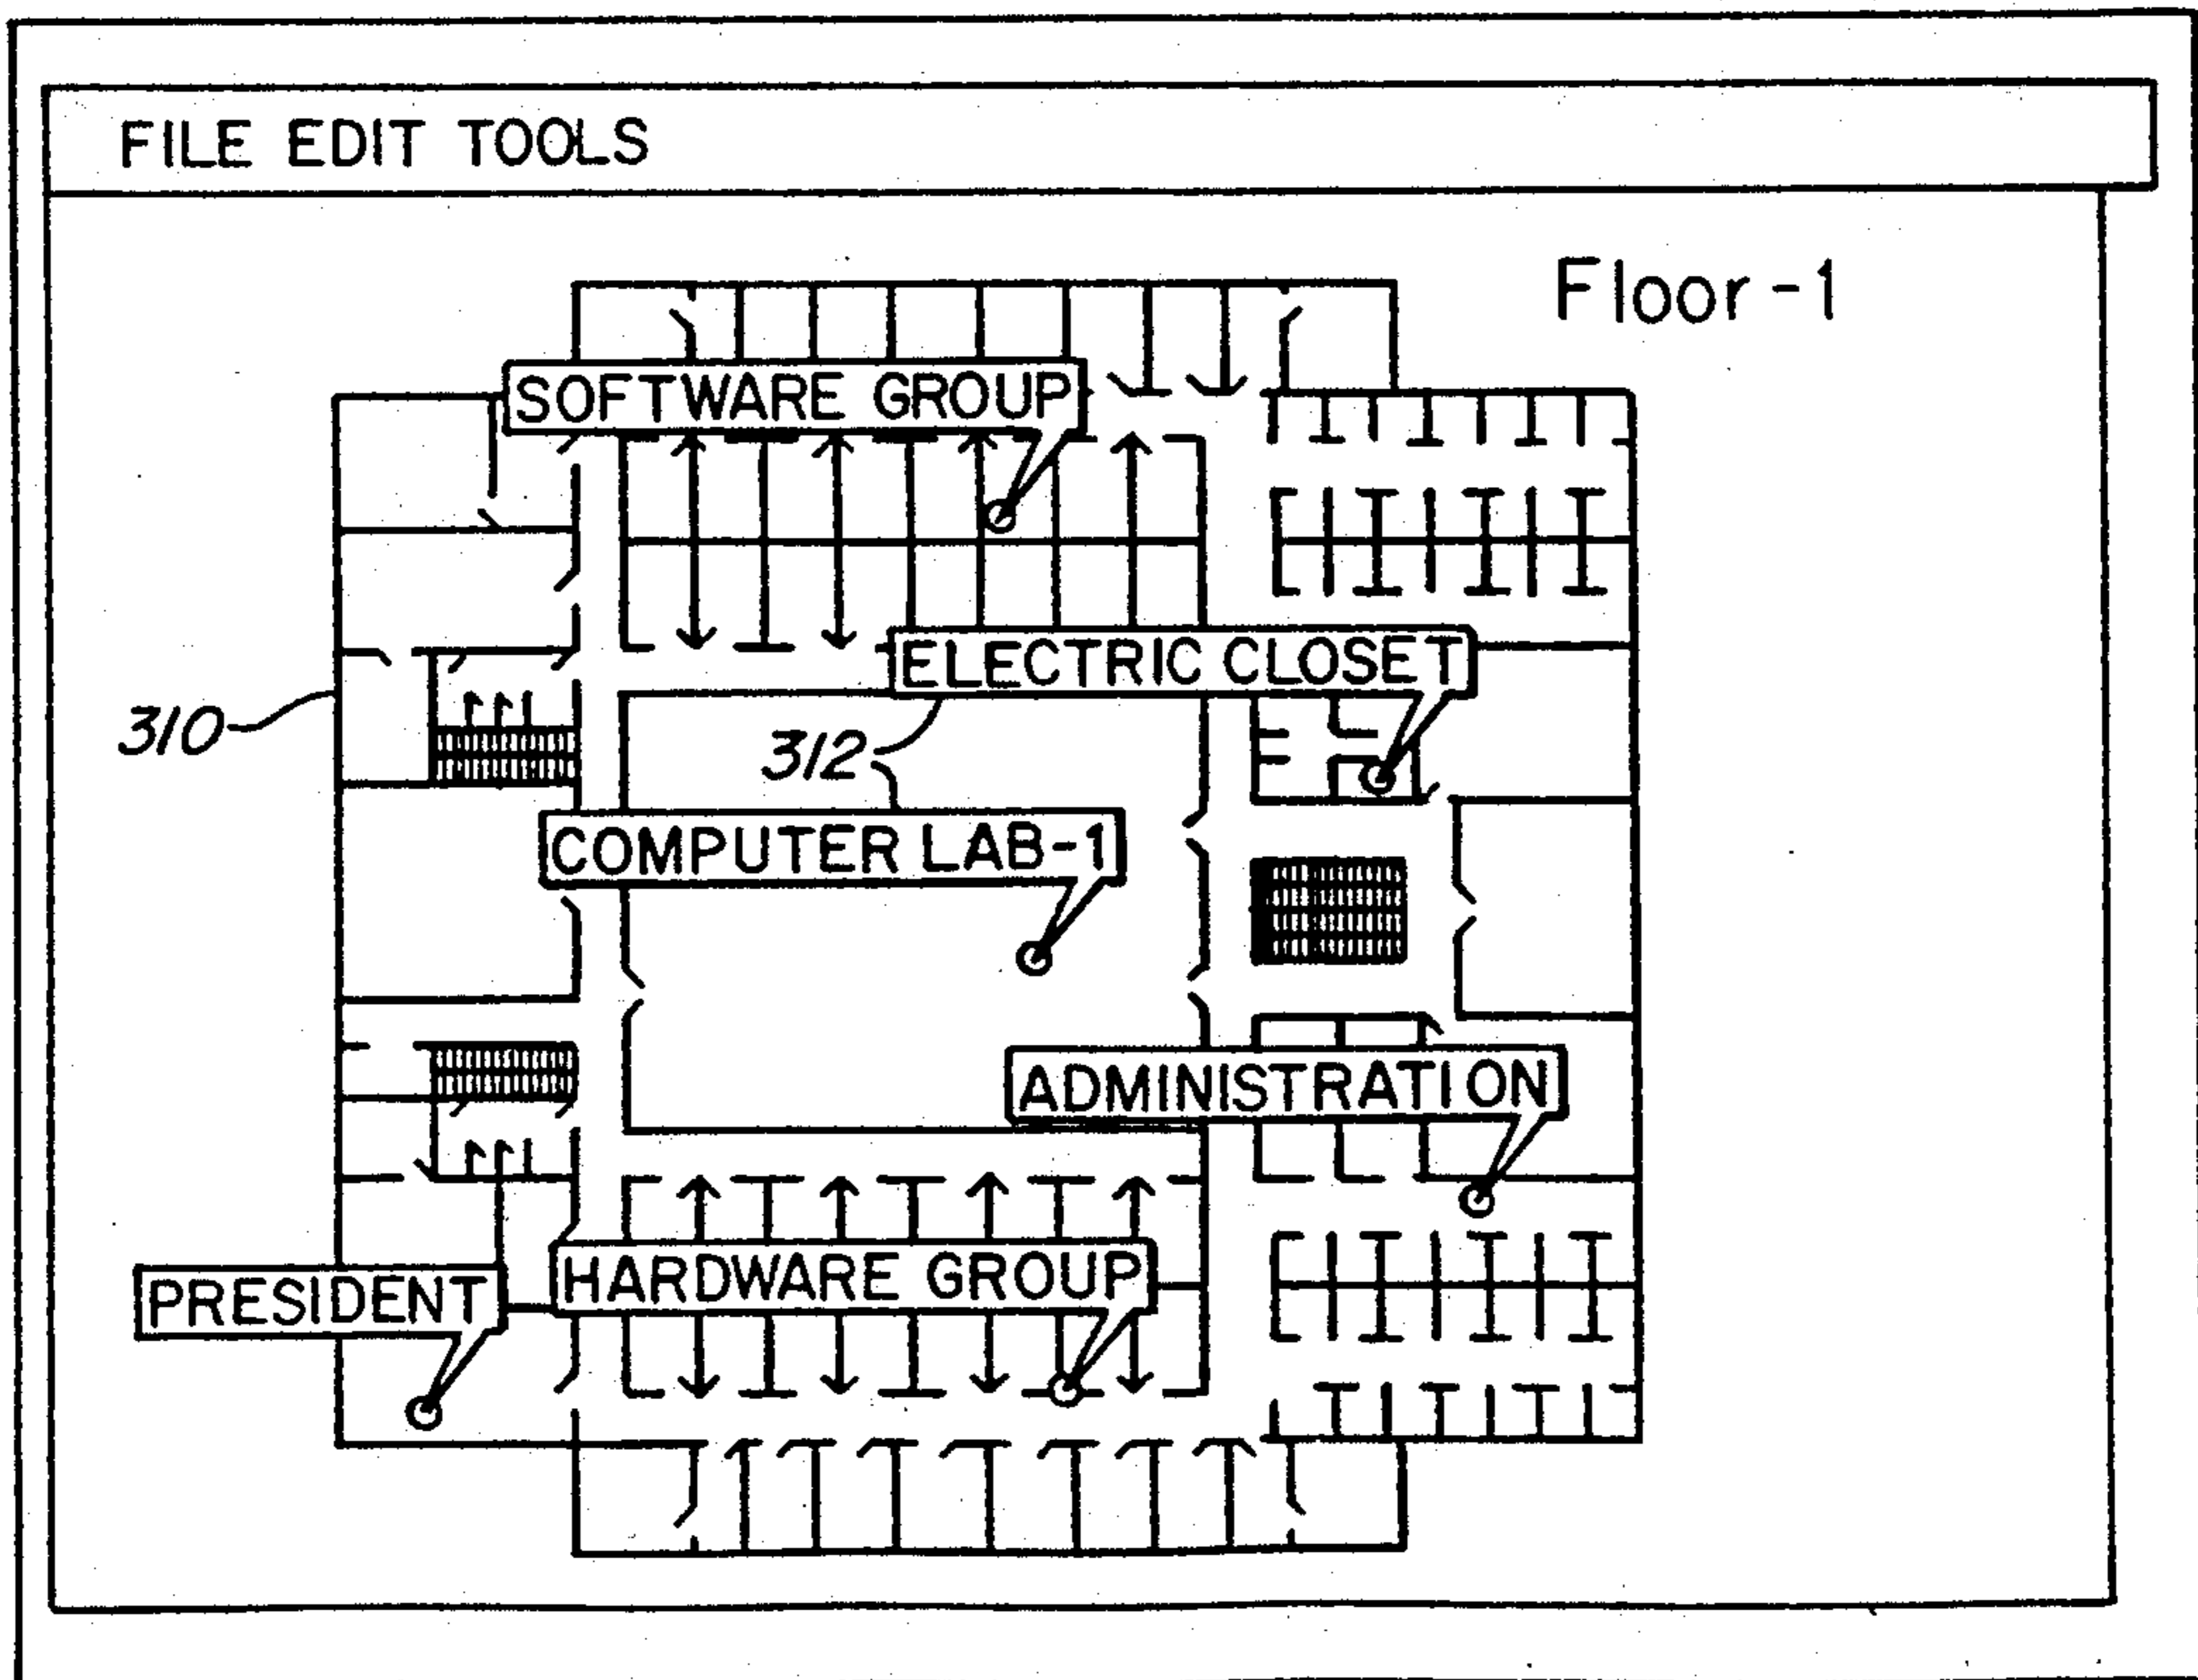 FILE EDIT TOOLS
Floor-1
SOFTWARE GROUP
ELECTRIC CLOSET
310
312
COMPUTER LAB-1
ADMINISTRATION
HARDWARE GROUP
PRESIDENT